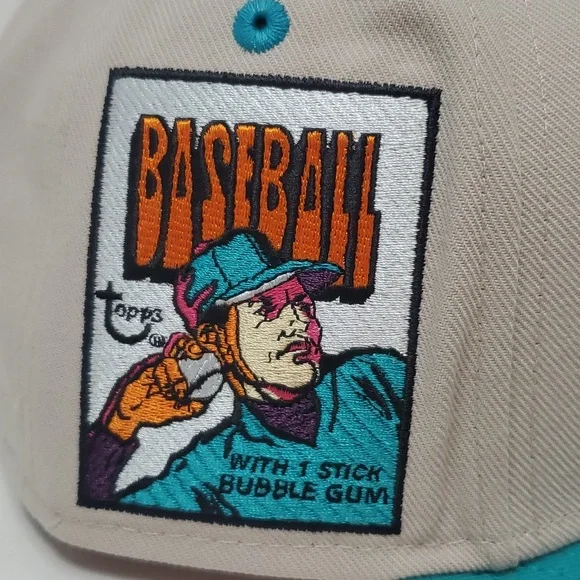 BASEBALL
topps
®
WITH 1 STICK
BUBBLE GUM